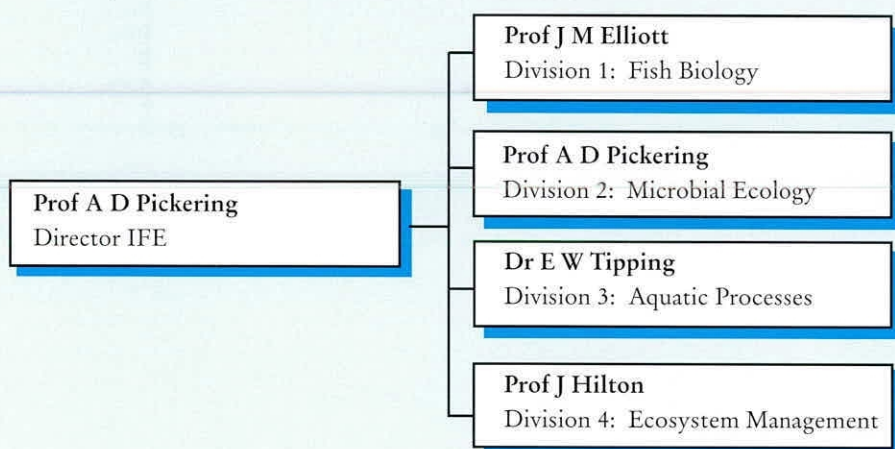 Prof J M Elliott
Division 1: Fish Biology
Prof A D Pickering
Division 2: Microbial Ecology
Prof A D Pickering
Director IFE
Dr E W Tipping
Division 3: Aquatic Processes
Prof J Hilton
Division 4: Ecosystem Management